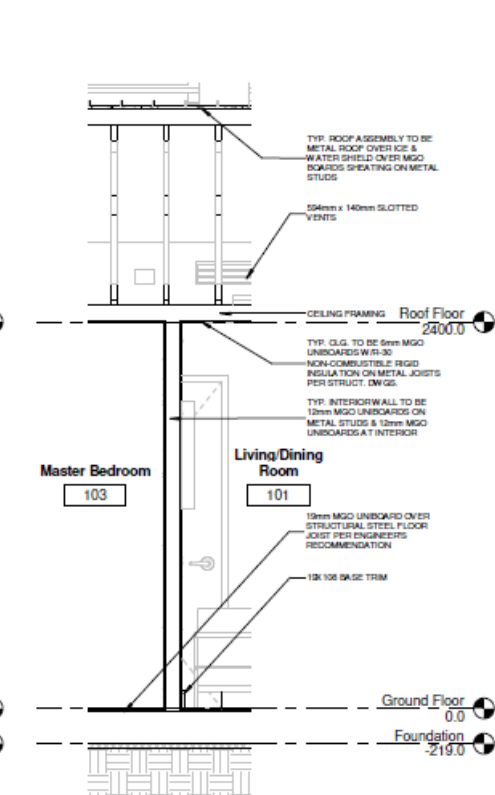 TYP. ROOF ASSEMBLY TO BE
METAL ROOF OVER ICE &
WATER SHIELD OVER MGO
BOARDS SHEATING ON METAL
STUDS
594mm x 140mm SLOTTED
VENTS
CEILING FRAMING
Roof Floor
2400.0
TYP. CLG. TO BE 6mm MGO
UNIBOARDS W/R-30
NON-COMBUSTIBLE RIGID
INSULATION ON METAL JOISTS
PER STRUCT. DWGS.
TYP. INTERIOR WALL TO BE
12mm MGO UNIBOARDS ON
METAL STUDS & 12mm MGO
UNIBOARDS AT INTERIOR
Master Bedroom
103
Living/Dining
Room
101
19mm MGO UNIBOARD OVER
STRUCTURAL STEEL FLOOR
JOIST PER ENGINEERS
RECOMMENDATION
19X108 BASE TRIM
Ground Floor
0.0
Foundation
-219.0